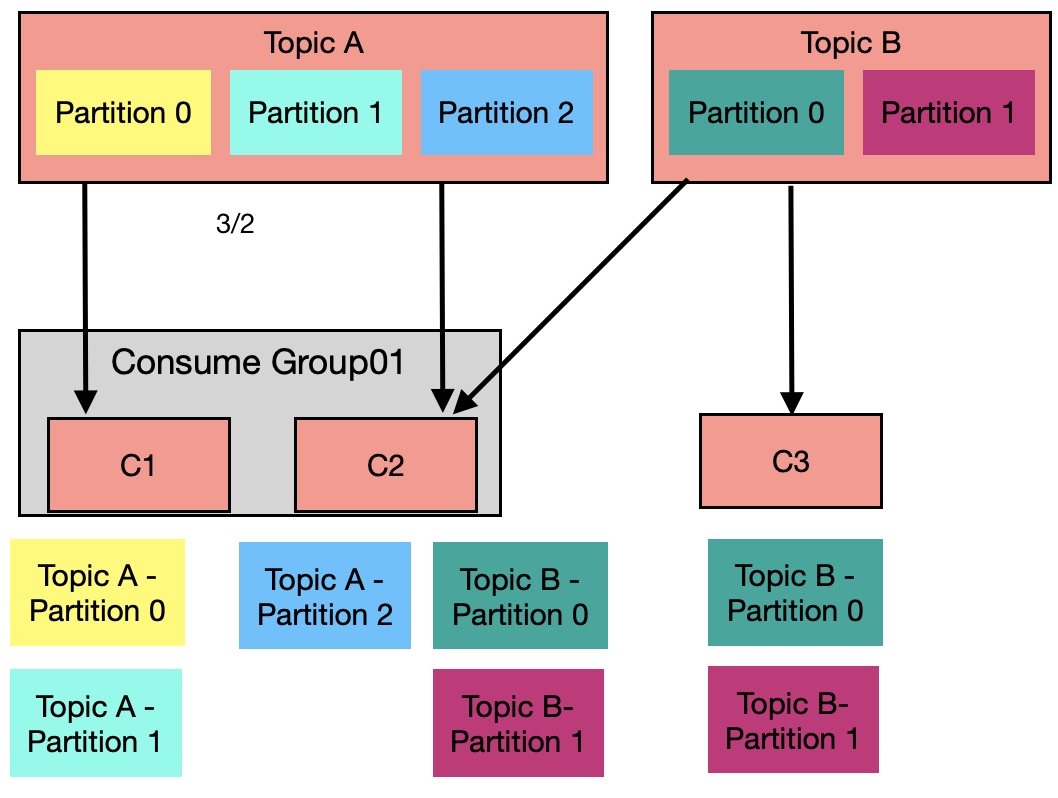 Topic A
Partition 0
Partition 1
Partition 2
Topic B
Partition 0
Partition 1
3/2
Consume Group01
C1
C2
C3
Topic A -
Partition 0
Topic A -
Partition 2
Topic B -
Partition 0
Topic B -
Partition 0
Topic A -
Partition 1
Topic B-
Partition 1
Topic B-
Partition 1